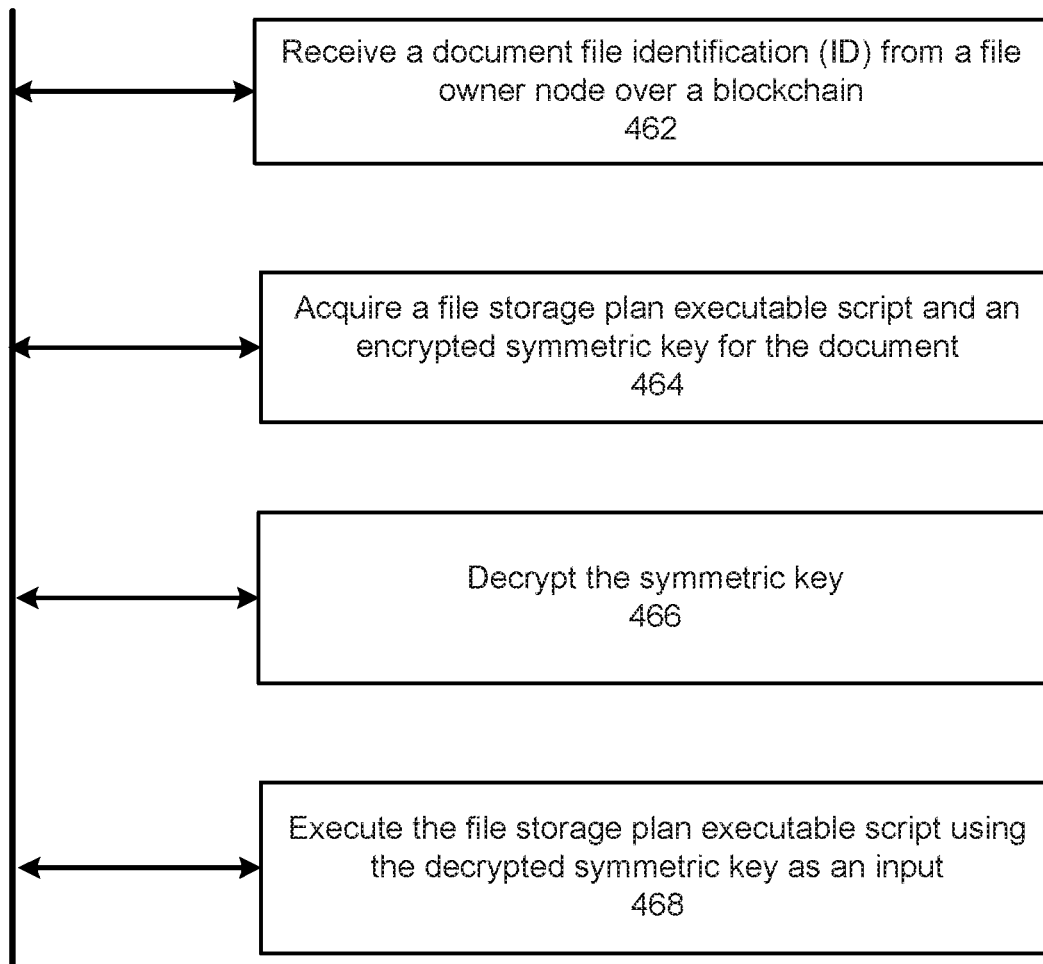 Receive a document file identification (ID) from a file
owner node over a blockchain
462
Acquire a file storage plan executable script and an
encrypted symmetric key for the document
464
Decrypt the symmetric key
466
Execute the file storage plan executable script using
the decrypted symmetric key as an input
468